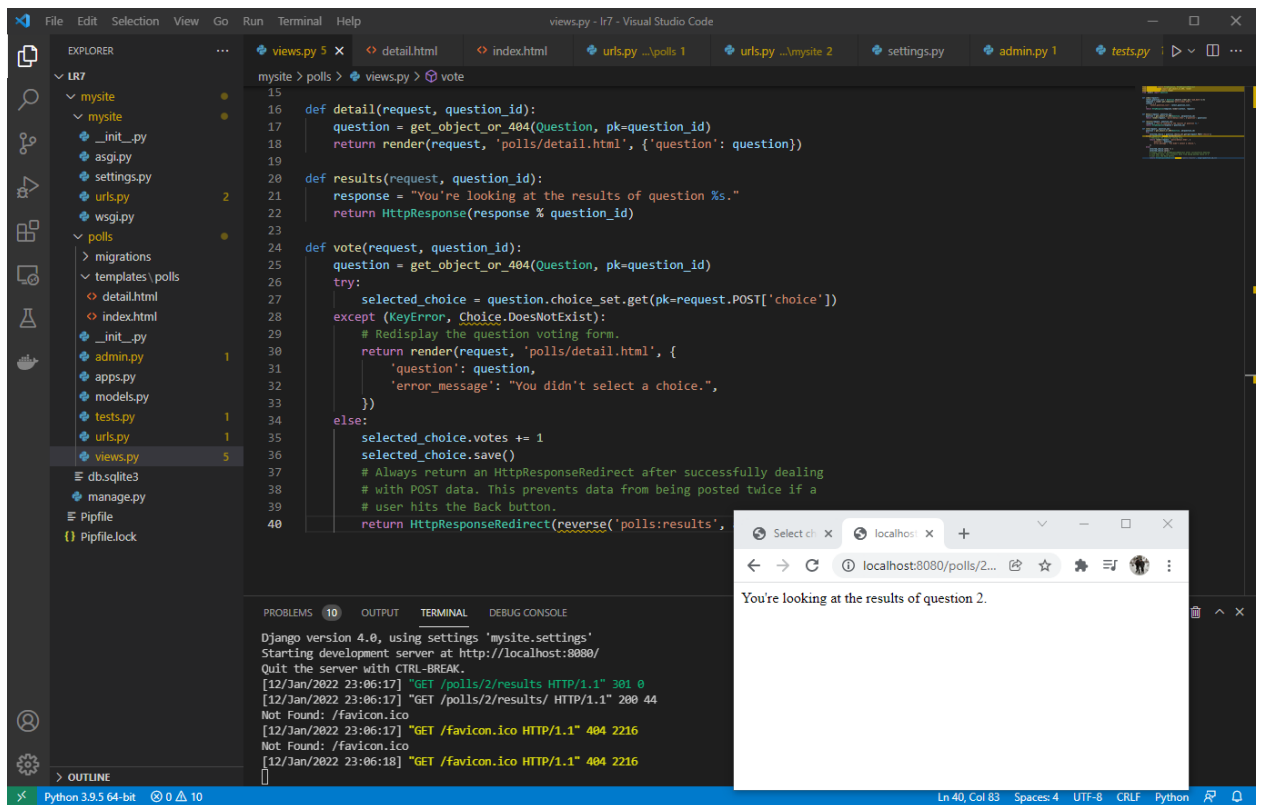 File Edit Selection View Go Run Terminal Help views.py - lr7 - Visual Studio Code
EXPLORER
LR7
mysite
mysite
__init__.py
asgi.py
settings.py
urls.py 2
wsgi.py
polls
migrations
templates\polls
detail.html
index.html
__init__.py
admin.py 1
apps.py
models.py
tests.py 1
urls.py 1
views.py 5
db.sqlite3
manage.py
Pipfile
Pipfile.lock
OUTLINE
views.py 5 detail.html index.html urls.py ...\polls 1 urls.py ...\mysite 2 settings.py admin.py 1 tests.py
mysite > polls > views.py > vote
15
16 def detail(request, question_id):
17 question = get_object_or_404(Question, pk=question_id)
18 return render(request, 'polls/detail.html', {'question': question})
19
20 def results(request, question_id):
21 response = "You're looking at the results of question %s."
22 return HttpResponse(response % question_id)
23
24 def vote(request, question_id):
25 question = get_object_or_404(Question, pk=question_id)
26 try:
27 selected_choice = question.choice_set.get(pk=request.POST['choice'])
28 except (KeyError, Choice.DoesNotExist):
29 # Redisplay the question voting form.
30 return render(request, 'polls/detail.html', {
31 'question': question,
32 'error_message': "You didn't select a choice.",
33 })
34 else:
35 selected_choice.votes += 1
36 selected_choice.save()
37 # Always return an HttpResponseRedirect after successfully dealing
38 # with POST data. This prevents data from being posted twice if a
39 # user hits the Back button.
40 return HttpResponseRedirect(reverse('polls:results',
PROBLEMS 10 OUTPUT TERMINAL DEBUG CONSOLE
Django version 4.0, using settings 'mysite.settings'
Starting development server at http://localhost:8080/
Quit the server with CTRL-BREAK.
[12/Jan/2022 23:06:17] "GET /polls/2/results HTTP/1.1" 301 0
[12/Jan/2022 23:06:17] "GET /polls/2/results/ HTTP/1.1" 200 44
Not Found: /favicon.ico
[12/Jan/2022 23:06:17] "GET /favicon.ico HTTP/1.1" 404 2216
Not Found: /favicon.ico
[12/Jan/2022 23:06:18] "GET /favicon.ico HTTP/1.1" 404 2216
Select ch localhos
localhost:8080/polls/2...
You're looking at the results of question 2.
Python 3.9.5 64-bit 0 10 Ln 40, Col 83 Spaces: 4 UTF-8 CRLF Python